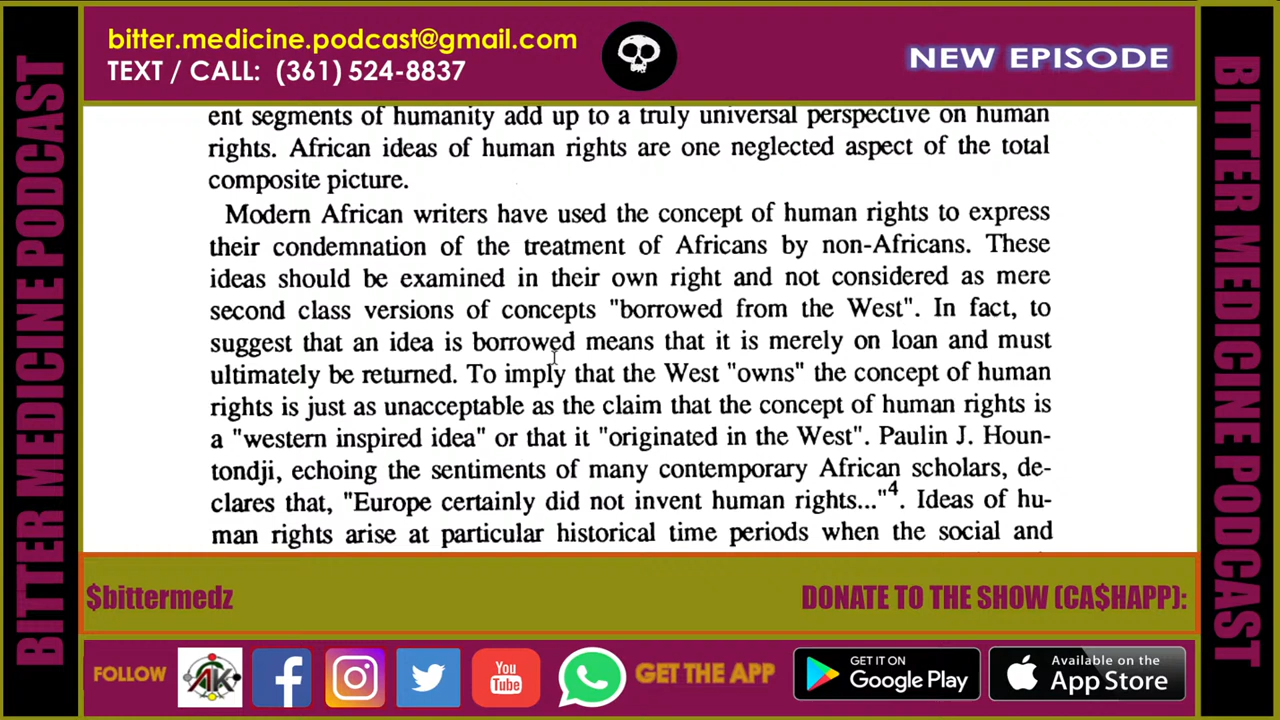 bitter.medicine.podcast@gmail.com
TEXT / CALL: (361) 524-8837
NEW EPISODE
BITTER MEDICINE PODCAST
ent segments of humanity add up to a truly universal perspective on human
rights. African ideas of human rights are one neglected aspect of the total
composite picture.
Modern African writers have used the concept of human rights to express
their condemnation of the treatment of Africans by non-Africans. These
ideas should be examined in their own right and not considered as mere
second class versions of concepts "borrowed from the West". In fact, to
suggest that an idea is borrowed means that it is merely on loan and must
ultimately be returned. To imply that the West "owns" the concept of human
rights is just as unacceptable as the claim that the concept of human rights is
a "western inspired idea" or that it "originated in the West". Paulin J. Houn-
tondji, echoing the sentiments of many contemporary African scholars, de-
clares that, "Europe certainly did not invent human rights..."4. Ideas of hu-
man rights arise at particular historical time periods when the social and
BITTER MEDICINE PODCAST
$bittermedz
DONATE TO THE SHOW (CA$HAPP):
FOLLOW
ATK
You
Tube
GET THE APP
GET IT ON
Google Play
Available on the
App Store